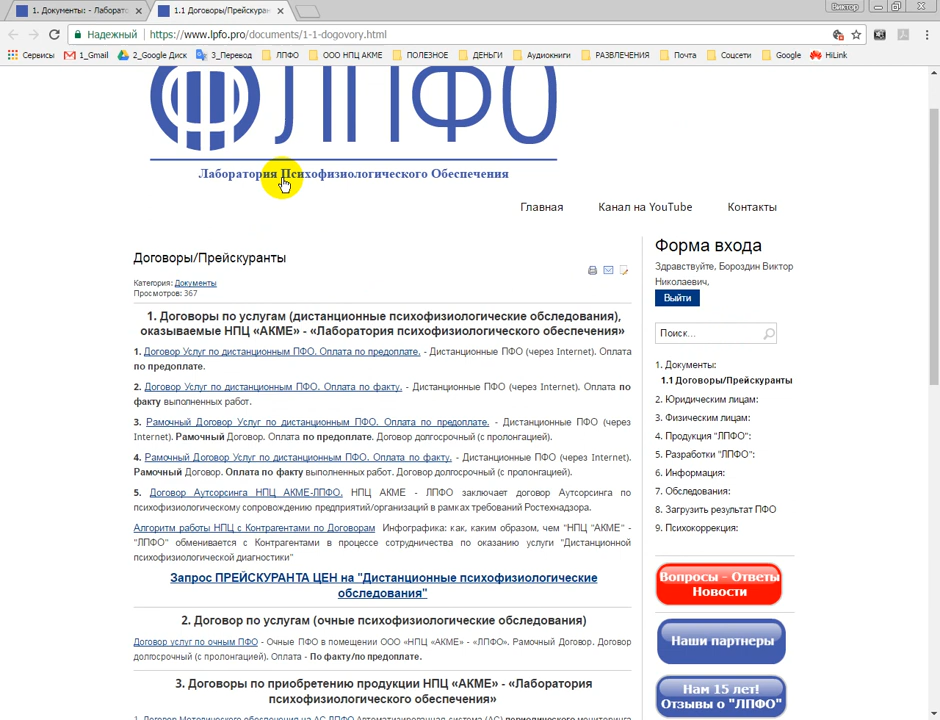 1. Документы: - Лаборато
1.1 Договоры/Прейскуран
Виктор
Надежный
https://www.lpfo.pro/documents/1-1-dogovory.html
Сервисы
1_Gmail
2_Google Диск
3_Перевод
ЛПФО
ООО НПЦ АКМЕ
ПОЛЕЗНОЕ
ДЕНЬГИ
Аудиокниги
РАЗВЛЕЧЕНИЯ
Почта
Соцсети
Google
HiLink
ФЛПФО
Лаборатория Психофизиологического Обеспечения
Главная
Канал на YouTube
Контакты
Договоры/Прейскуранты
Категория: Документы
Просмотров: 367
1. Договоры по услугам (дистанционные психофизиологические обследования),
оказываемые НПЦ «АКМЕ» - «Лаборатория психофизиологического обеспечения»
1. Договор Услуг по дистанционным ПФО. Оплата по предоплате. - Дистанционные ПФО (через Internet). Оплата
по предоплате.
2. Договор Услуг по дистанционным ПФО. Оплата по факту. - Дистанционные ПФО (через Internet). Оплата по
факту выполненных работ.
3. Рамочный Договор Услуг по дистанционным ПФО. Оплата по предоплате. - Дистанционные ПФО (через
Internet). Рамочный Договор. Оплата по предоплате. Договор долгосрочный (с пролонгацией).
4. Рамочный Договор Услуг по дистанционным ПФО. Оплата по факту. - Дистанционные ПФО (через Internet).
Рамочный Договор. Оплата по факту выполненных работ. Договор долгосрочный (с пролонгацией).
5. Договор Аутсорсинга НПЦ АКМЕ-ЛПФО. НПЦ АКМЕ - ЛПФО заключает договор Аутсорсинга по
психофизиологическому сопровождению предприятий/организаций в рамках требований Ростехнадзора.
Алгоритм работы НПЦ с Контрагентами по Договорам Инфографика: как, каким образом, чем "НПЦ "АКМЕ" -
"ЛПФО" обменивается с Контрагентами в процессе сотрудничества по оказанию услуги "Дистанционной
психофизиологической диагностики"
Запрос ПРЕЙСКУРАНТА ЦЕН на "Дистанционные психофизиологические
обследования"
2. Договор по услугам (очные психофизиологические обследования)
Договор услуг по очным ПФО - Очные ПФО в помещении ООО «НПЦ «АКМЕ» - «ЛПФО». Рамочный Договор. Договор
долгосрочный (с пролонгацией). Оплата - По факту/по предоплате.
3. Договоры по приобретению продукции НПЦ «АКМЕ» - «Лаборатория
психофизиологического обеспечения»
1. Договор Методического обеспечения на АС ЛПФО Автоматизированная система (АС) периодического мониторинга
Форма входа
Здравствуйте, Бороздин Виктор
Николаевич,
Выйти
Поиск...
1. Документы:
1.1 Договоры/Прейскуранты
2. Юридическим лицам:
3. Физическим лицам:
4. Продукция "ЛПФО":
5. Разработки "ЛПФО":
6. Информация:
7. Обследования:
8. Загрузить результат ПФО
9. Психокоррекция:
Вопросы - Ответы
Новости
Наши партнеры
Нам 15 лет!
Отзывы о "ЛПФО"